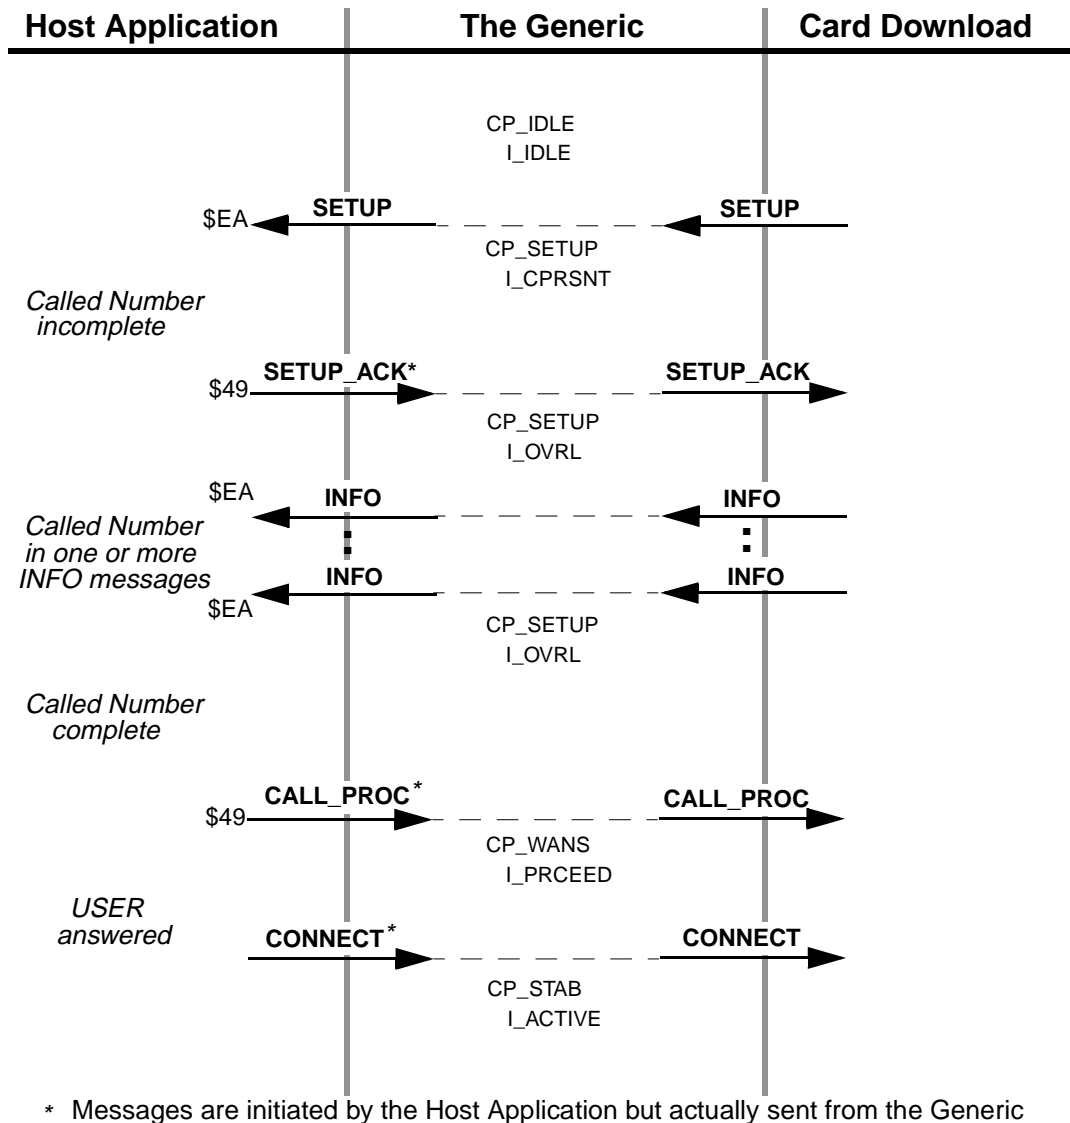 Host Application The Generic Card Download
CP_IDLE
I_IDLE
$EA SETUP SETUP
CP_SETUP
I_CPRSNT
Called Number
incomplete
$49 SETUP_ACK* SETUP_ACK
CP_SETUP
I_OVRL
$EA INFO INFO
Called Number
in one or more
INFO messages
INFO INFO
$EA
CP_SETUP
I_OVRL
Called Number
complete
$49 CALL_PROC* CALL_PROC
CP_WANS
I_PRCEED
USER
answered
CONNECT* CONNECT
CP_STAB
I_ACTIVE
* Messages are initiated by the Host Application but actually sent from the Generic